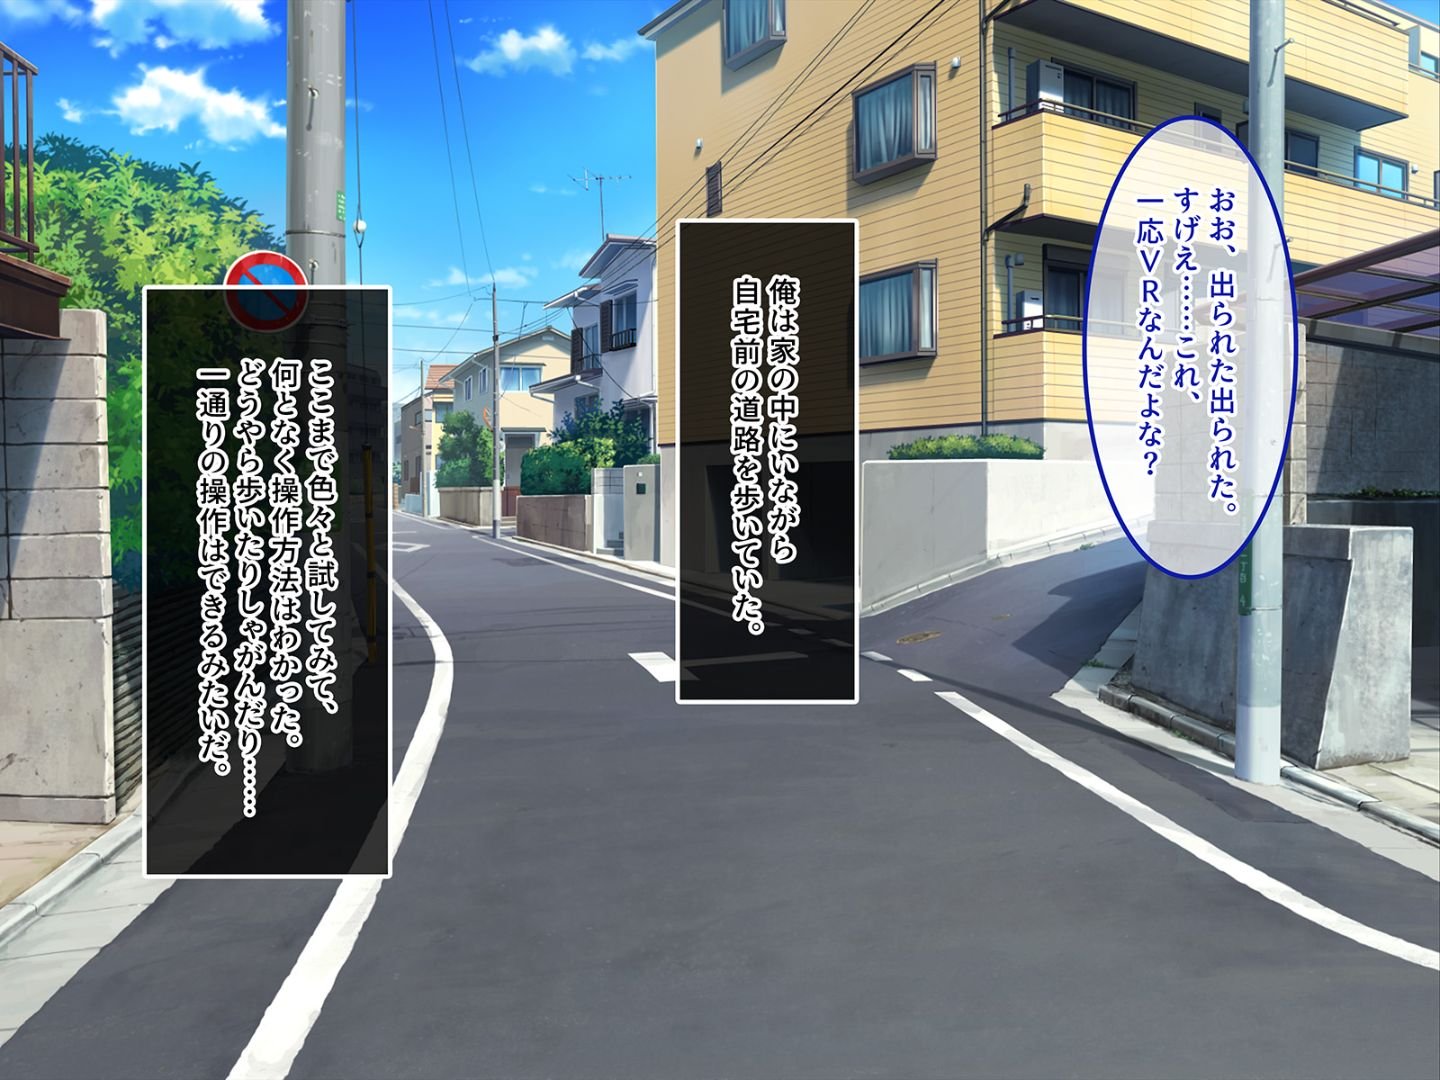 おお、出られた出られた。
すげえ……これ、
一応VRなんだよな？
俺は家の中にいながら
自宅前の道路を歩いていた。
ここまで色々と試してみて、
何となく操作方法はわかった。
どうやら歩いたりしゃがんだり……
一通りの操作はできるみたいだ。